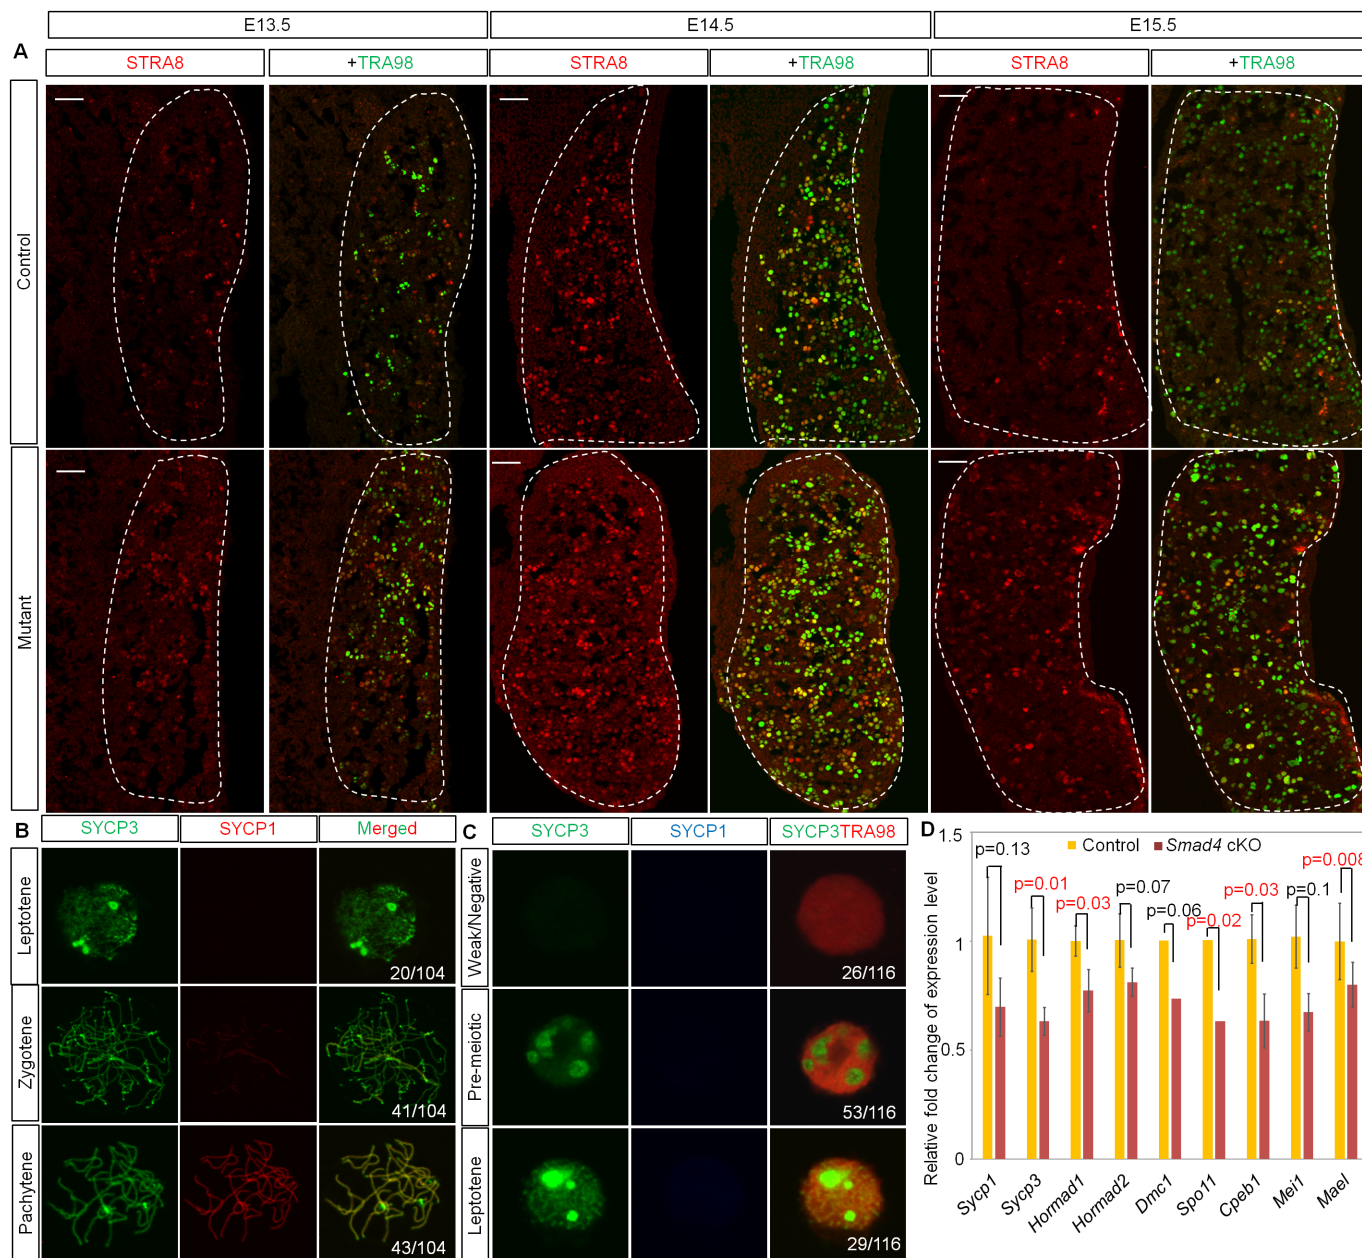 E13.5
E14.5
E15.5
A
STRA8
+TRA98
STRA8
+TRA98
STRA8
+TRA98
Control
Mutant
B
SYCP3
SYCP1
Merged
Leptotene
20/104
Zygotene
41/104
Pachytene
43/104
C
SYCP3
SYCP1
SYCP3TRA98
Weak/Negative
26/116
Pre-meiotic
53/116
Leptotene
29/116
D
Relative fold change of expression level
1.5
1
0.5
0
Control
Smad4 cKO
p=0.13
p=0.01
p=0.03
p=0.07
p=0.06
p=0.02
p=0.03
p=0.1
p=0.008
Sycp1
Sycp3
Hormad1
Hormad2
Dmc1
Spo11
Cpeb1
Mei1
Mael